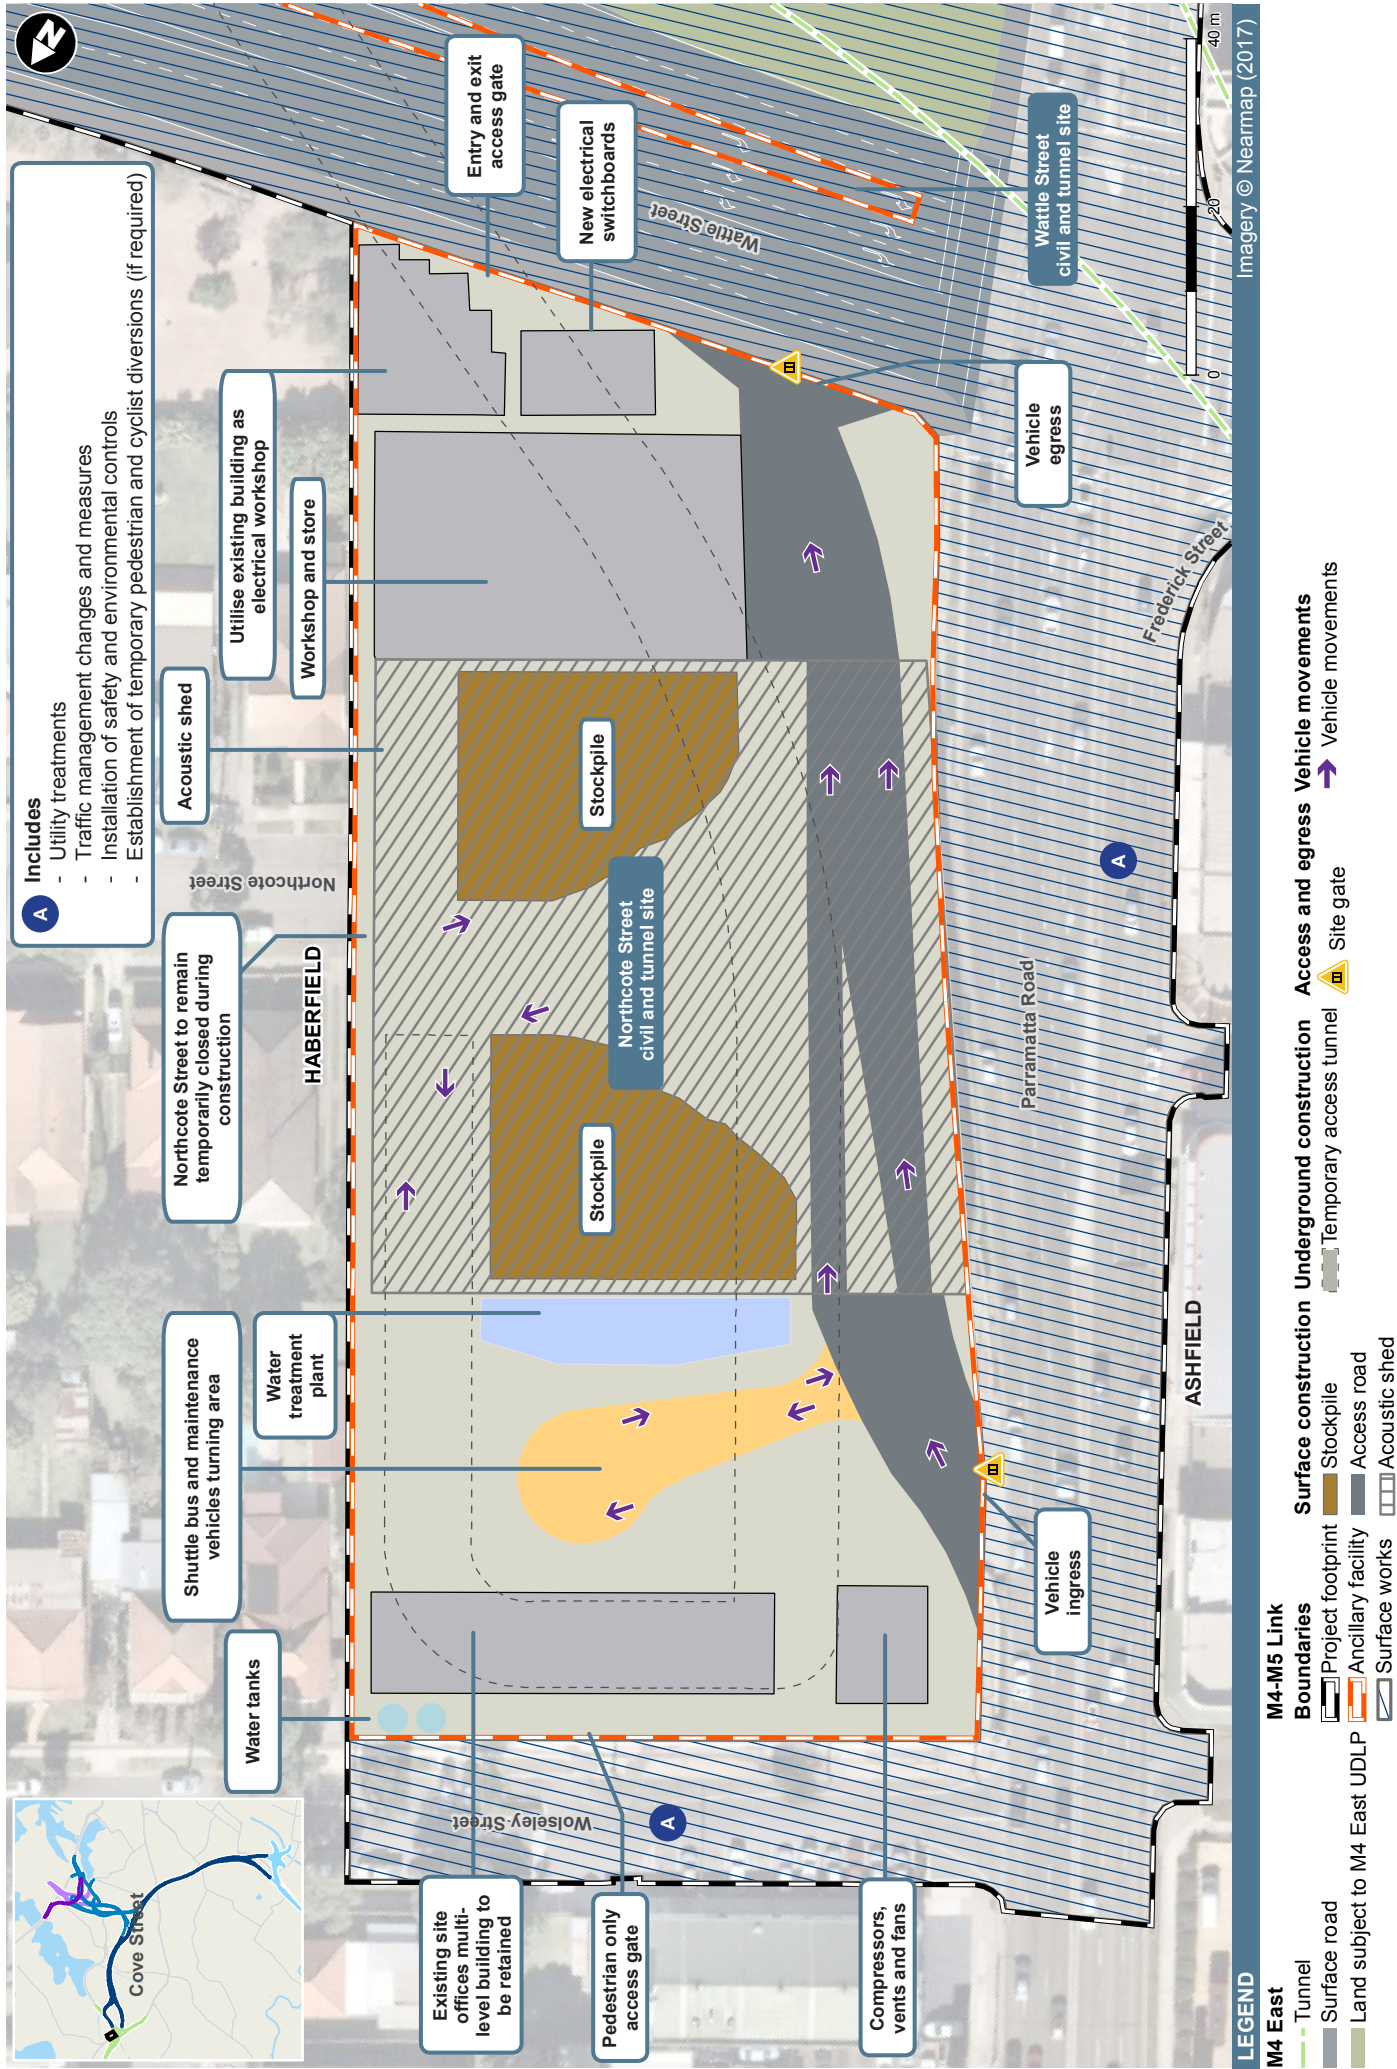 A Includes
- Utility treatments
- Traffic management changes and measures
- Installation of safety and environmental controls
- Establishment of temporary pedestrian and cyclist diversions (if required)
Cove Street
Water tanks
Shuttle bus and maintenance
vehicles turning area
Water
treatment
plant
Northcote Street to remain
temporarily closed during
construction
HABERFIELD
Northcote Street
Acoustic shed
Workshop and store
Utilise existing building as
electrical workshop
Entry and exit
access gate
New electrical
switchboards
Wattle Street
Wattle Street
civil and tunnel site
Stockpile
Northcote Street
civil and tunnel site
Stockpile
Wolseley Street
A
Existing site
offices multi-
level building to
be retained
Pedestrian only
access gate
Compressors,
vents and fans
Vehicle
ingress
Vehicle
egress
Parramatta Road
A
Frederick Street
ASHFIELD
0
20
40 m
LEGEND
Imagery © Nearmap (2017)
M4 East
Tunnel
Surface road
Land subject to M4 East UDLP
M4-M5 Link
Boundaries
Project footprint
Ancillary facility
Surface works
Surface construction
Stockpile
Access road
Acoustic shed
Underground construction
Temporary access tunnel
Access and egress
Site gate
Vehicle movements
Vehicle movements
N